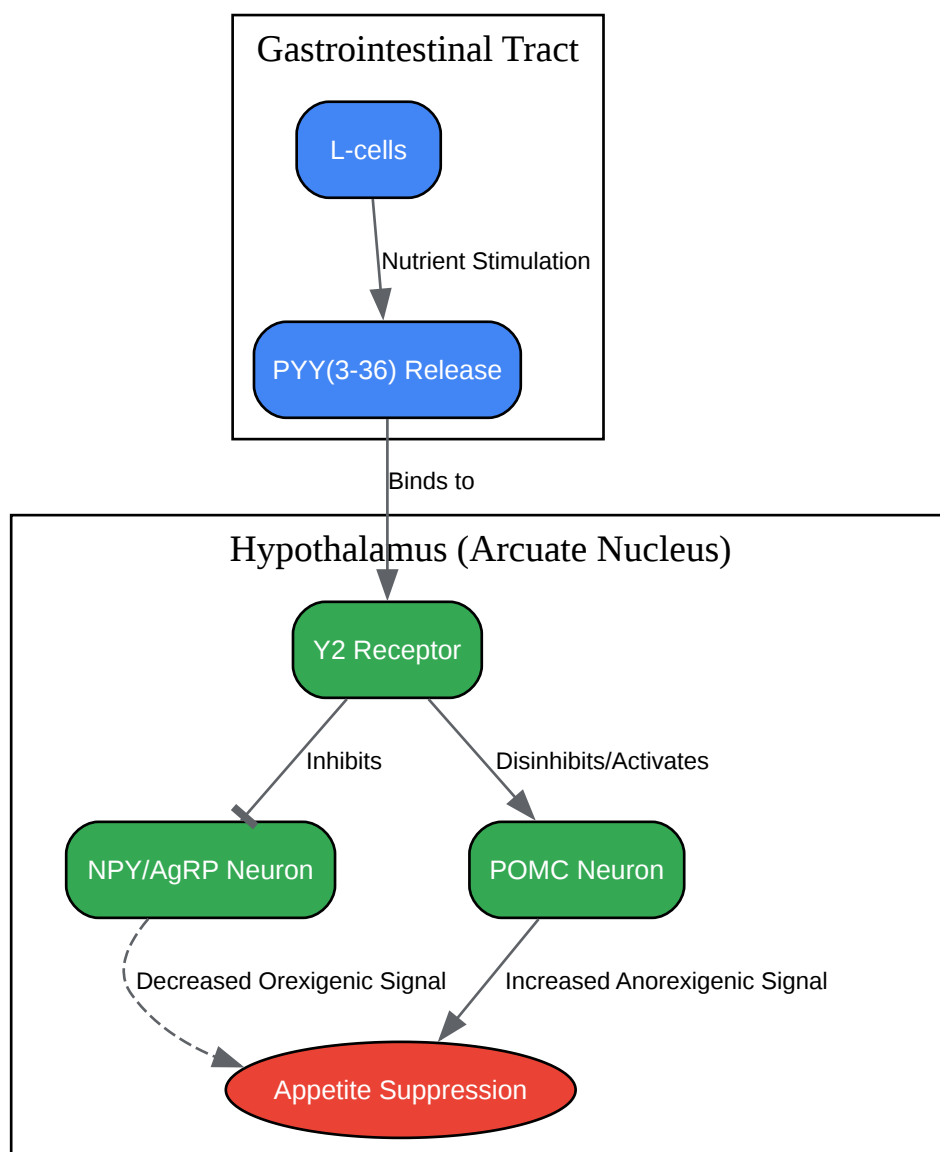 Gastrointestinal Tract
L-cells
Nutrient Stimulation
PYY(3-36) Release
Binds to
Hypothalamus (Arcuate Nucleus)
Y2 Receptor
Inhibits
Disinhibits/Activates
NPY/AgRP Neuron
POMC Neuron
Decreased Orexigenic Signal
Increased Anorexigenic Signal
Appetite Suppression